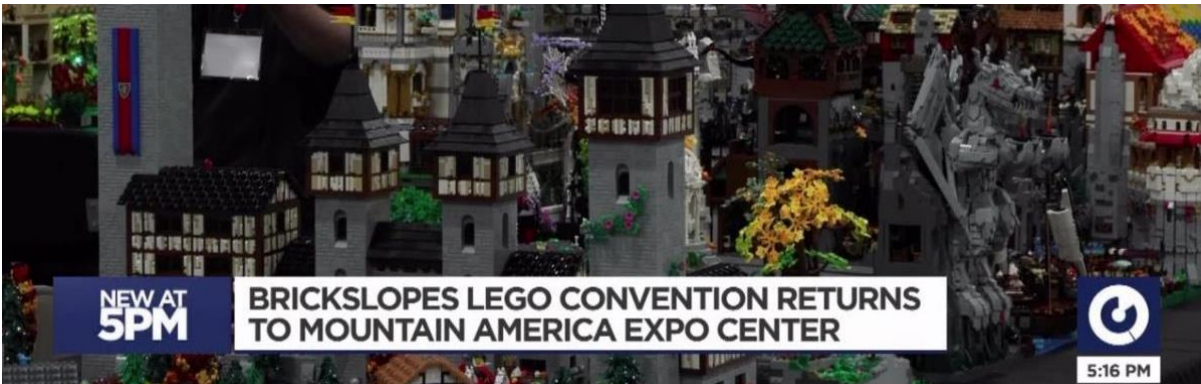 NEW AT
5PM
BRICKSLOPES LEGO CONVENTION RETURNS
TO MOUNTAIN AMERICA EXPO CENTER
5:16 PM